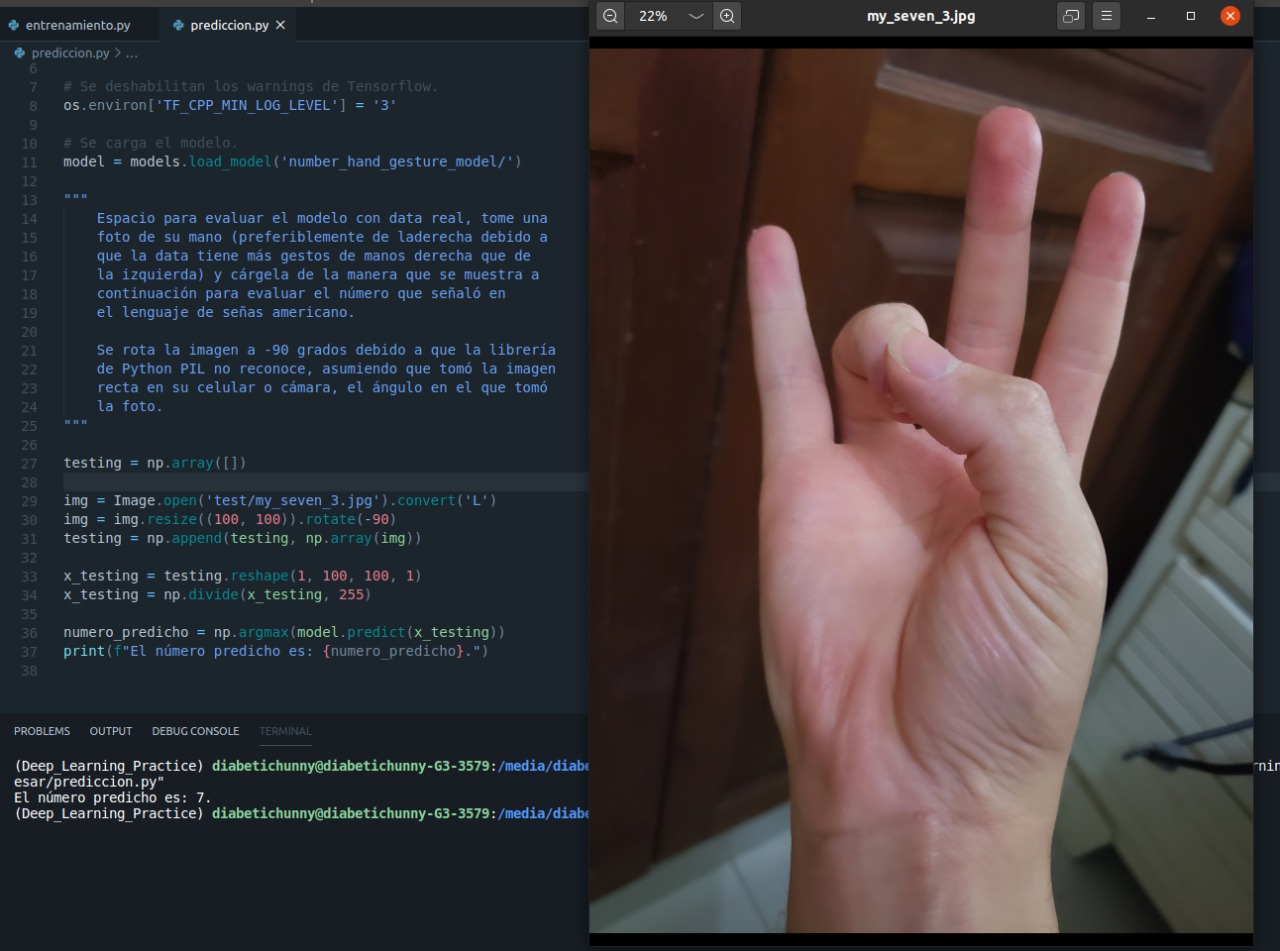 entrenamiento.py
prediccion.py
prediccion.py > ...
6
7 # Se deshabilitan los warnings de Tensorflow.
8 os.environ['TF_CPP_MIN_LOG_LEVEL'] = '3'
9
10 # Se carga el modelo.
11 model = models.load_model('number_hand_gesture_model/')
12
13 """
14 Espacio para evaluar el modelo con data real, tome una
15 foto de su mano (preferiblemente de laderecha debido a
16 que la data tiene más gestos de manos derecha que de
17 la izquierda) y cárgela de la manera que se muestra a
18 continuación para evaluar el número que señaló en
19 el lenguaje de señas americano.
20
21 Se rota la imagen a -90 grados debido a que la librería
22 de Python PIL no reconoce, asumiendo que tomó la imagen
23 recta en su celular o cámara, el ángulo en el que tomó
24 la foto.
25 """
26
27 testing = np.array([])
28
29 img = Image.open('test/my_seven_3.jpg').convert('L')
30 img = img.resize((100, 100)).rotate(-90)
31 testing = np.append(testing, np.array(img))
32
33 x_testing = testing.reshape(1, 100, 100, 1)
34 x_testing = np.divide(x_testing, 255)
35
36 numero_predicho = np.argmax(model.predict(x_testing))
37 print(f"El número predicho es: {numero_predicho}.")
38
PROBLEMS OUTPUT DEBUG CONSOLE TERMINAL
(Deep_Learning_Practice) diabetichunny@diabetichunny-G3-3579:/media/diabe
rnin
esar/prediccion.py"
El número predicho es: 7.
(Deep_Learning_Practice) diabetichunny@diabetichunny-G3-3579:/media/diabe
22%
my_seven_3.jpg